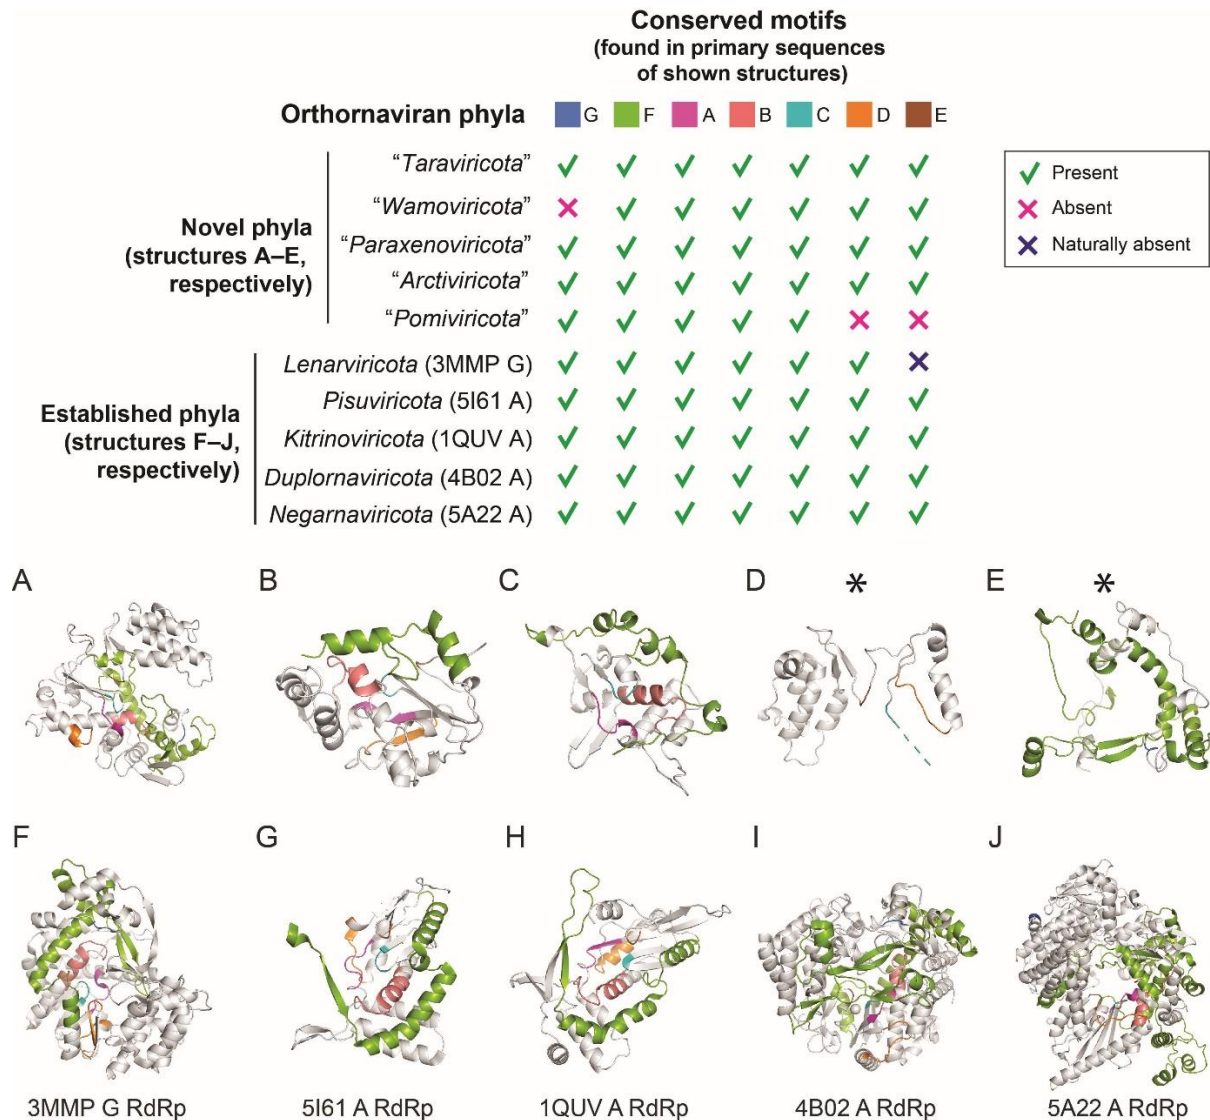 Conserved motifs
(found in primary sequences
of shown structures)
Orthornaviran phyla
G F A B C D E
Novel phyla
(structures A–E,
respectively)
“Taraviricota”
“Wamoviricota”
“Paraxenoviricota”
“Arctiviricota”
“Pomiviricota”
Present
Absent
Naturally absent
Established phyla
(structures F–J,
respectively)
Lenarviricota (3MMP G)
Pisuviricota (5I61 A)
Kitrinoviricota (1QUV A)
Duplornaviricota (4B02 A)
Negarnaviricota (5A22 A)
A B C D * E *
F G H I J
3MMP G RdRp 5I61 A RdRp 1QUV A RdRp 4B02 A RdRp 5A22 A RdRp